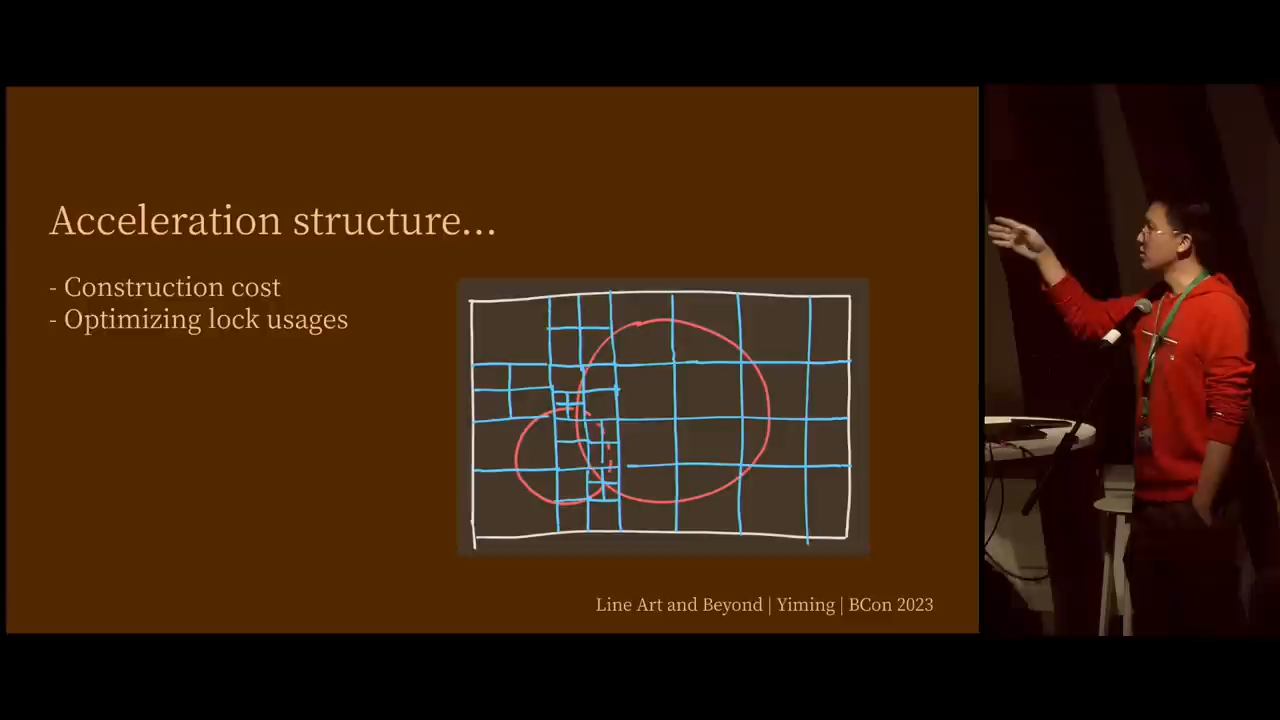 Acceleration structure...
- Construction cost
- Optimizing lock usages
Line Art and Beyond | Yiming | BCon 2023